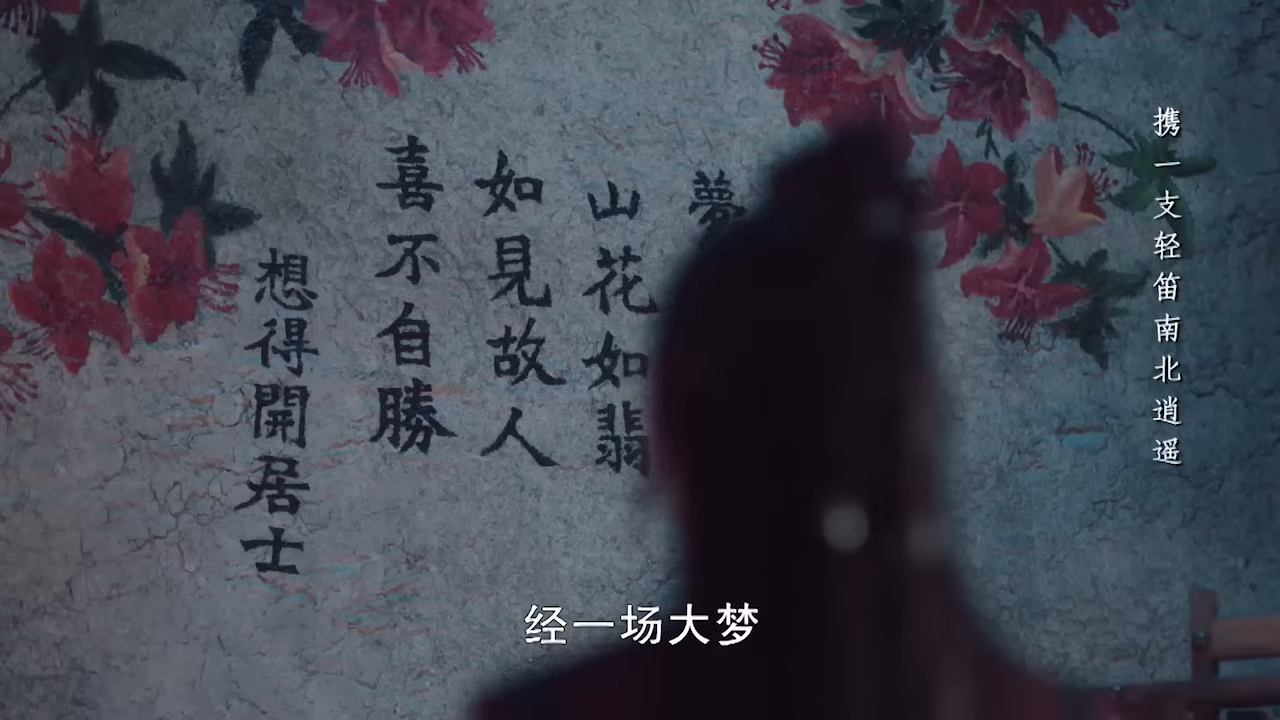 携一支轻笛南北逍遥
夢
山花如翡
如見故人
喜不自勝
想得開居士
经一场大梦